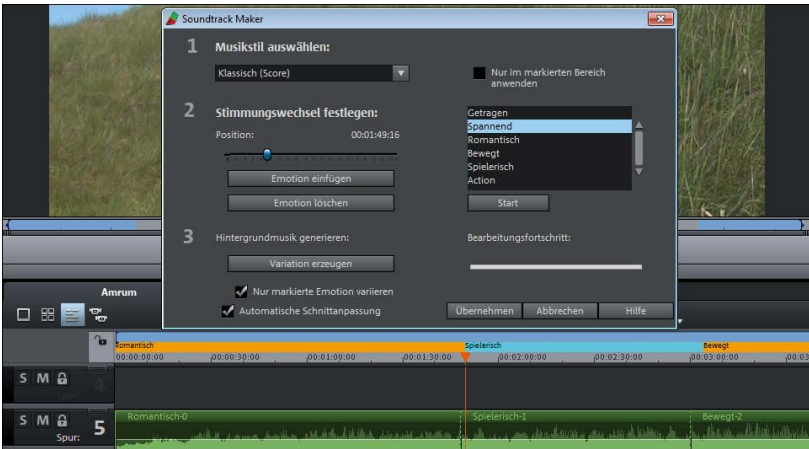 Soundtrack Maker
1 Musikstil auswählen:
Klassisch (Score)
Nur im markierten Bereich
anwenden
2 Stimmungswechsel festlegen:
Position: 00:01:49:16
Emotion einfügen
Emotion löschen
Getragen
Spannend
Romantisch
Bewegt
Spielerisch
Action
Start
3 Hintergrundmusik generieren:
Bearbeitungsfortschritt:
Variation erzeugen
Nur markierte Emotion variieren
Automatische Schnittanpassung
Übernehmen Abbrechen Hilfe
Amrum
Romantisch Spielerisch Bewegt
00:00:00:00 00:00:30:00 00:01:00:00 00:01:30:00 00:02:00:00 00:02:30:00 00:03:00:00 00:03
S M 4
S M Romantisch-0 Spielerisch-1 Bewegt-2
Spur: 5